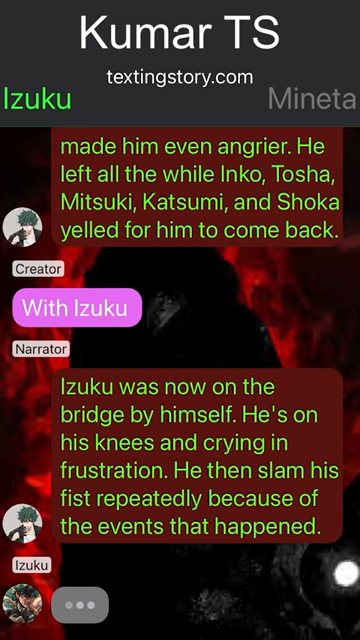 Kumar TS
textingstory.com
Izuku Mineta
made him even angrier. He
left all the while Inko, Tosha,
Mitsuki, Katsumi, and Shoka
yelled for him to come back.
Creator
With Izuku
Narrator
Izuku was now on the
bridge by himself. He's on
his knees and crying in
frustration. He then slam his
fist repeatedly because of
the events that happened.
Izuku